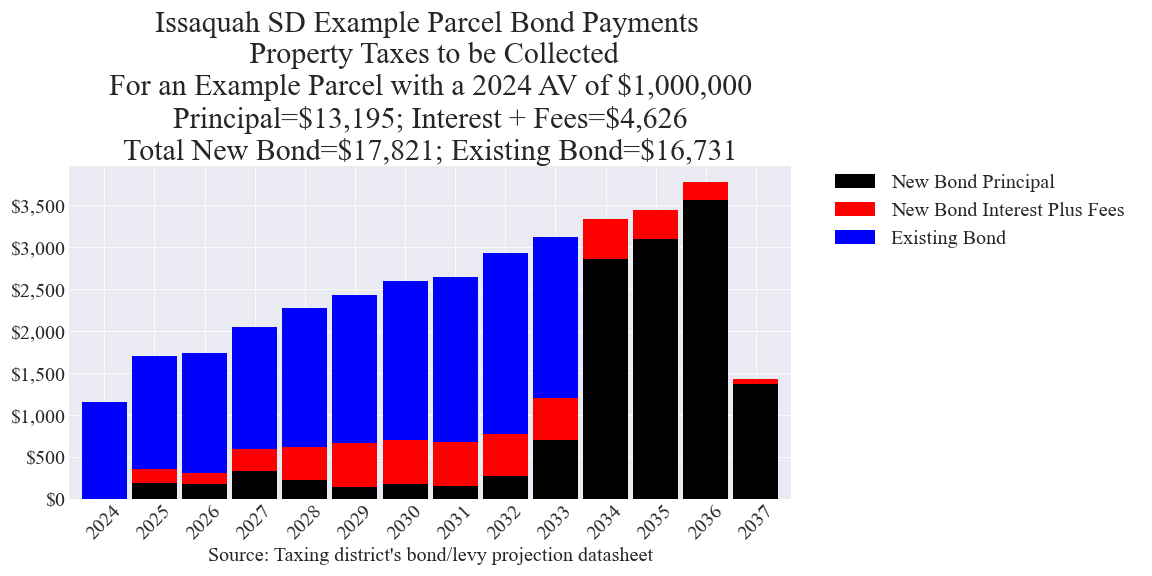 Issaquah SD Example Parcel Bond Payments
Property Taxes to be Collected
For an Example Parcel with a 2024 AV of $1,000,000
Principal=$13,195; Interest + Fees=$4,626
Total New Bond=$17,821; Existing Bond=$16,731
New Bond Principal
New Bond Interest Plus Fees
Existing Bond
$3,500
$3,000
$2,500
$2,000
$1,500
$1,000
$500
$0
2024 2025 2026 2027 2028 2029 2030 2031 2032 2033 2034 2035 2036 2037
Source: Taxing district's bond/levy projection datasheet